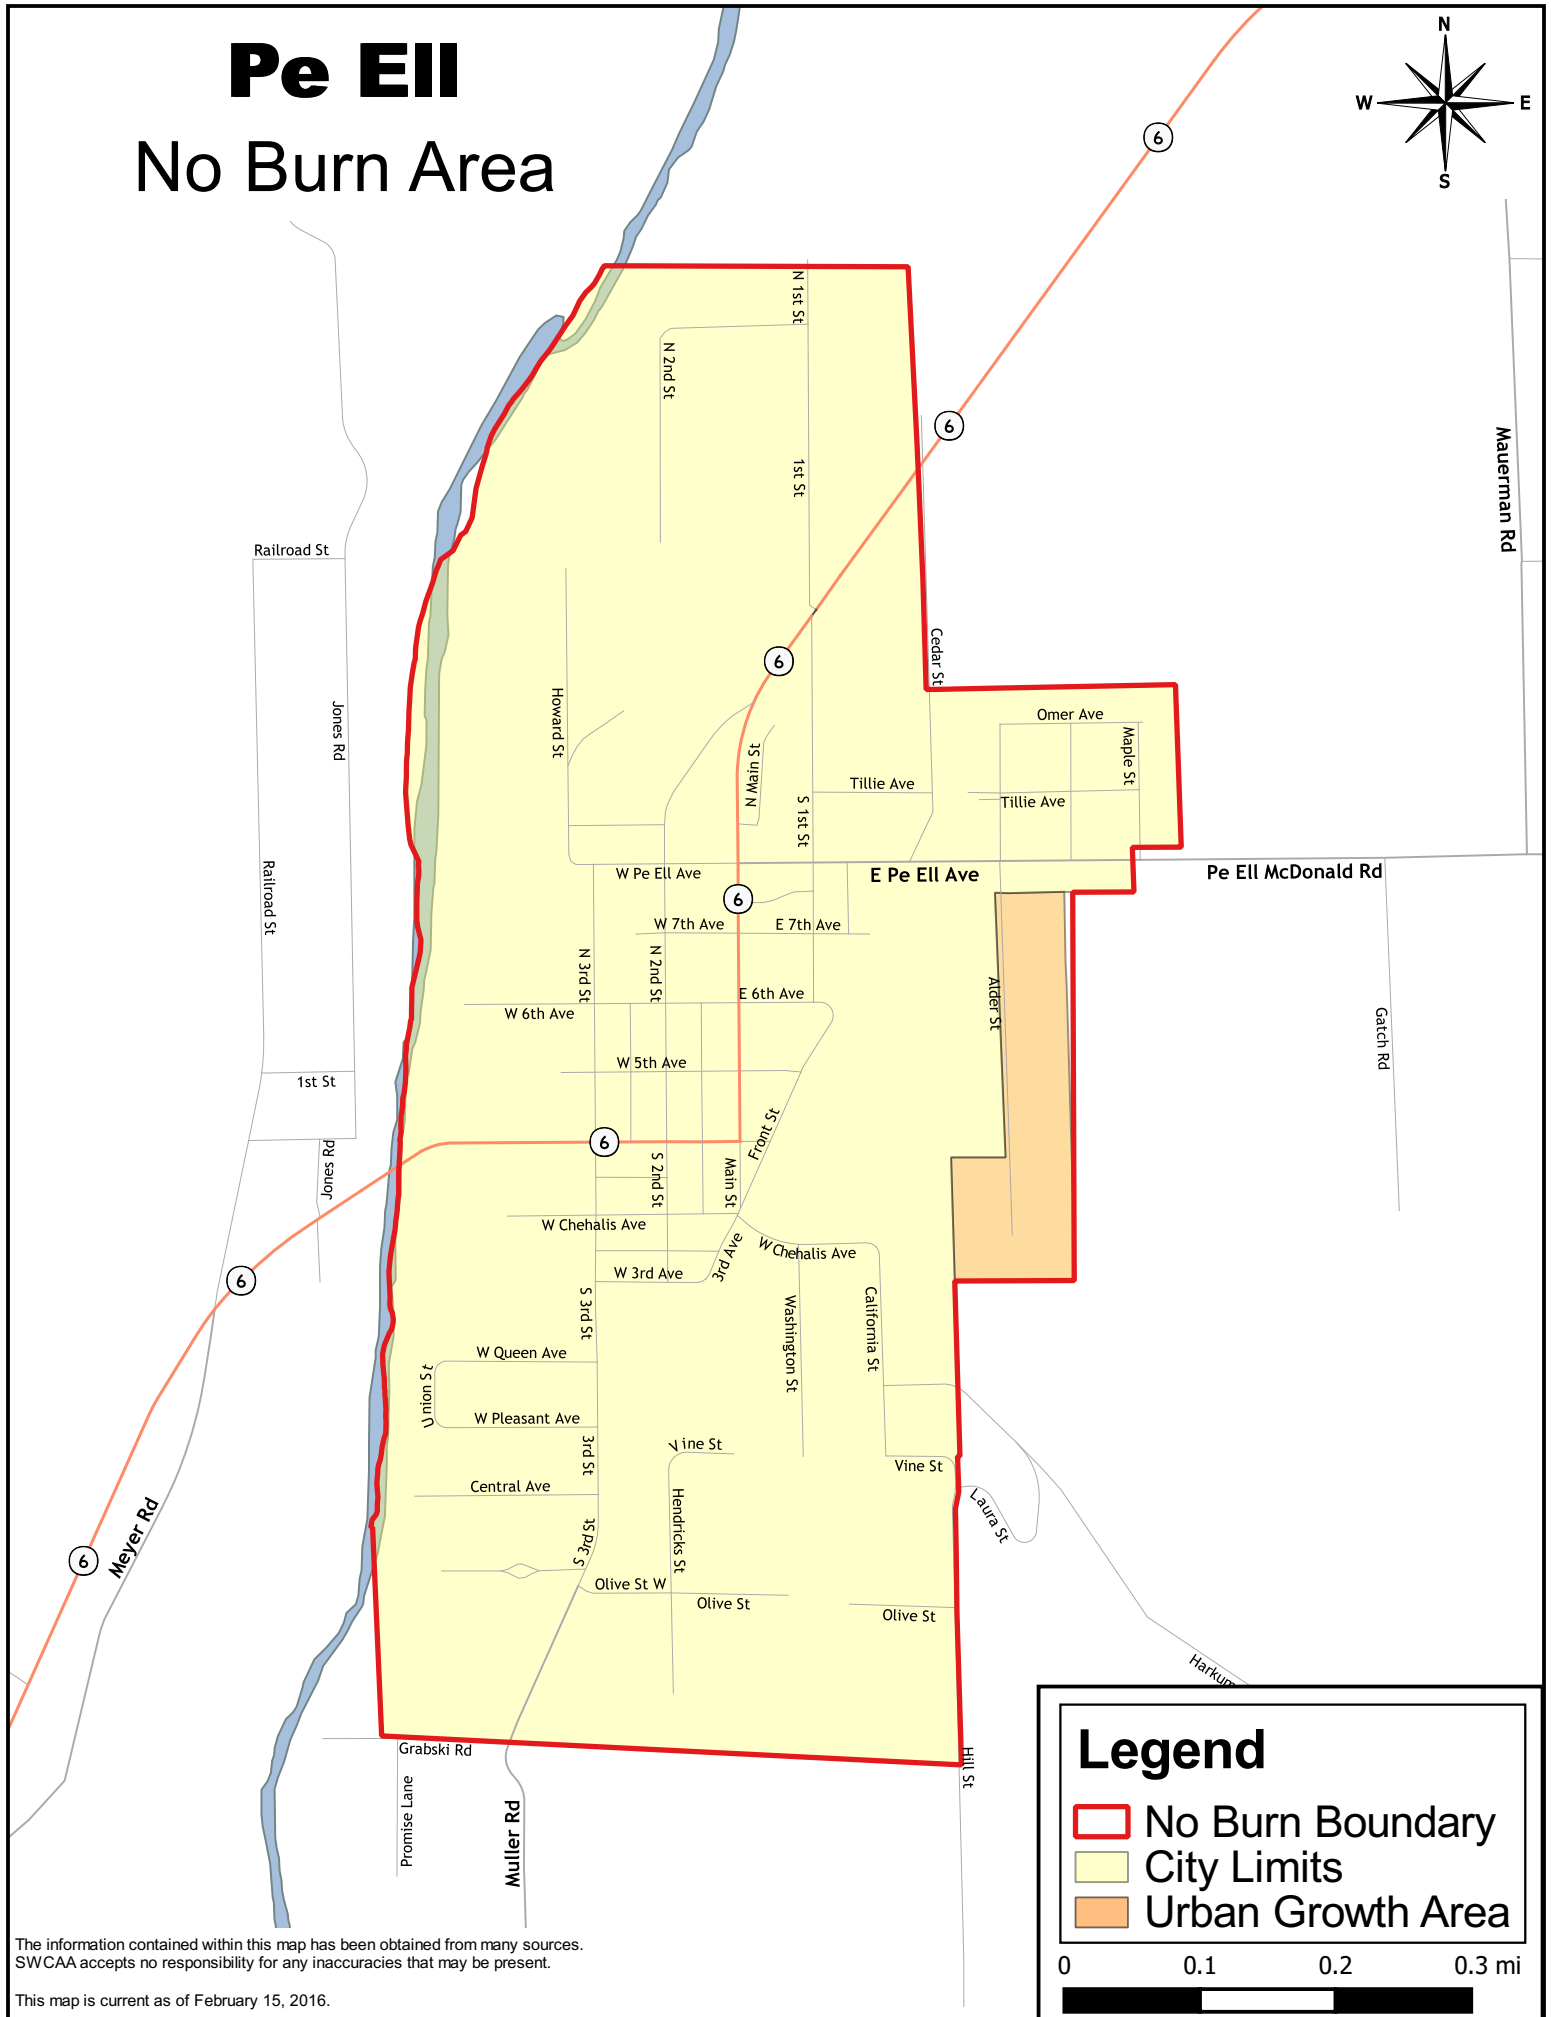 Pe Ell
No Burn Area
N
W
E
S
6
6
N 1st St
N 2nd St
1st St
Mauerman Rd
Railroad St
Cedar St
6
Howard St
Jones Rd
Omer Ave
Maple St
N Main St
Tillie Ave
Tillie Ave
S 1st St
W Pe Ell Ave
E Pe Ell Ave
Pe Ell McDonald Rd
Railroad St
6
W 7th Ave
E 7th Ave
N 3rd St
N 2nd St
E 6th Ave
W 6th Ave
Alder St
Gatch Rd
W 5th Ave
1st St
Front St
6
Jones Rd
S 2nd St
Main St
W Chehalis Ave
W Chehalis Ave
3rd Ave
W 3rd Ave
6
S 3rd St
Washington St
California St
W Queen Ave
Union St
W Pleasant Ave
3rd St
Vine St
Vine St
Central Ave
Hendricks St
Laura St
Meyer Rd
S 3rd St
6
Olive St W
Olive St
Olive St
Harkum
Grabski Rd
Hill St
Promise Lane
Muller Rd
Legend
No Burn Boundary
City Limits
Urban Growth Area
0 0.1 0.2 0.3 mi
The information contained within this map has been obtained from many sources.
SWCAA accepts no responsibility for any inaccuracies that may be present.
This map is current as of February 15, 2016.